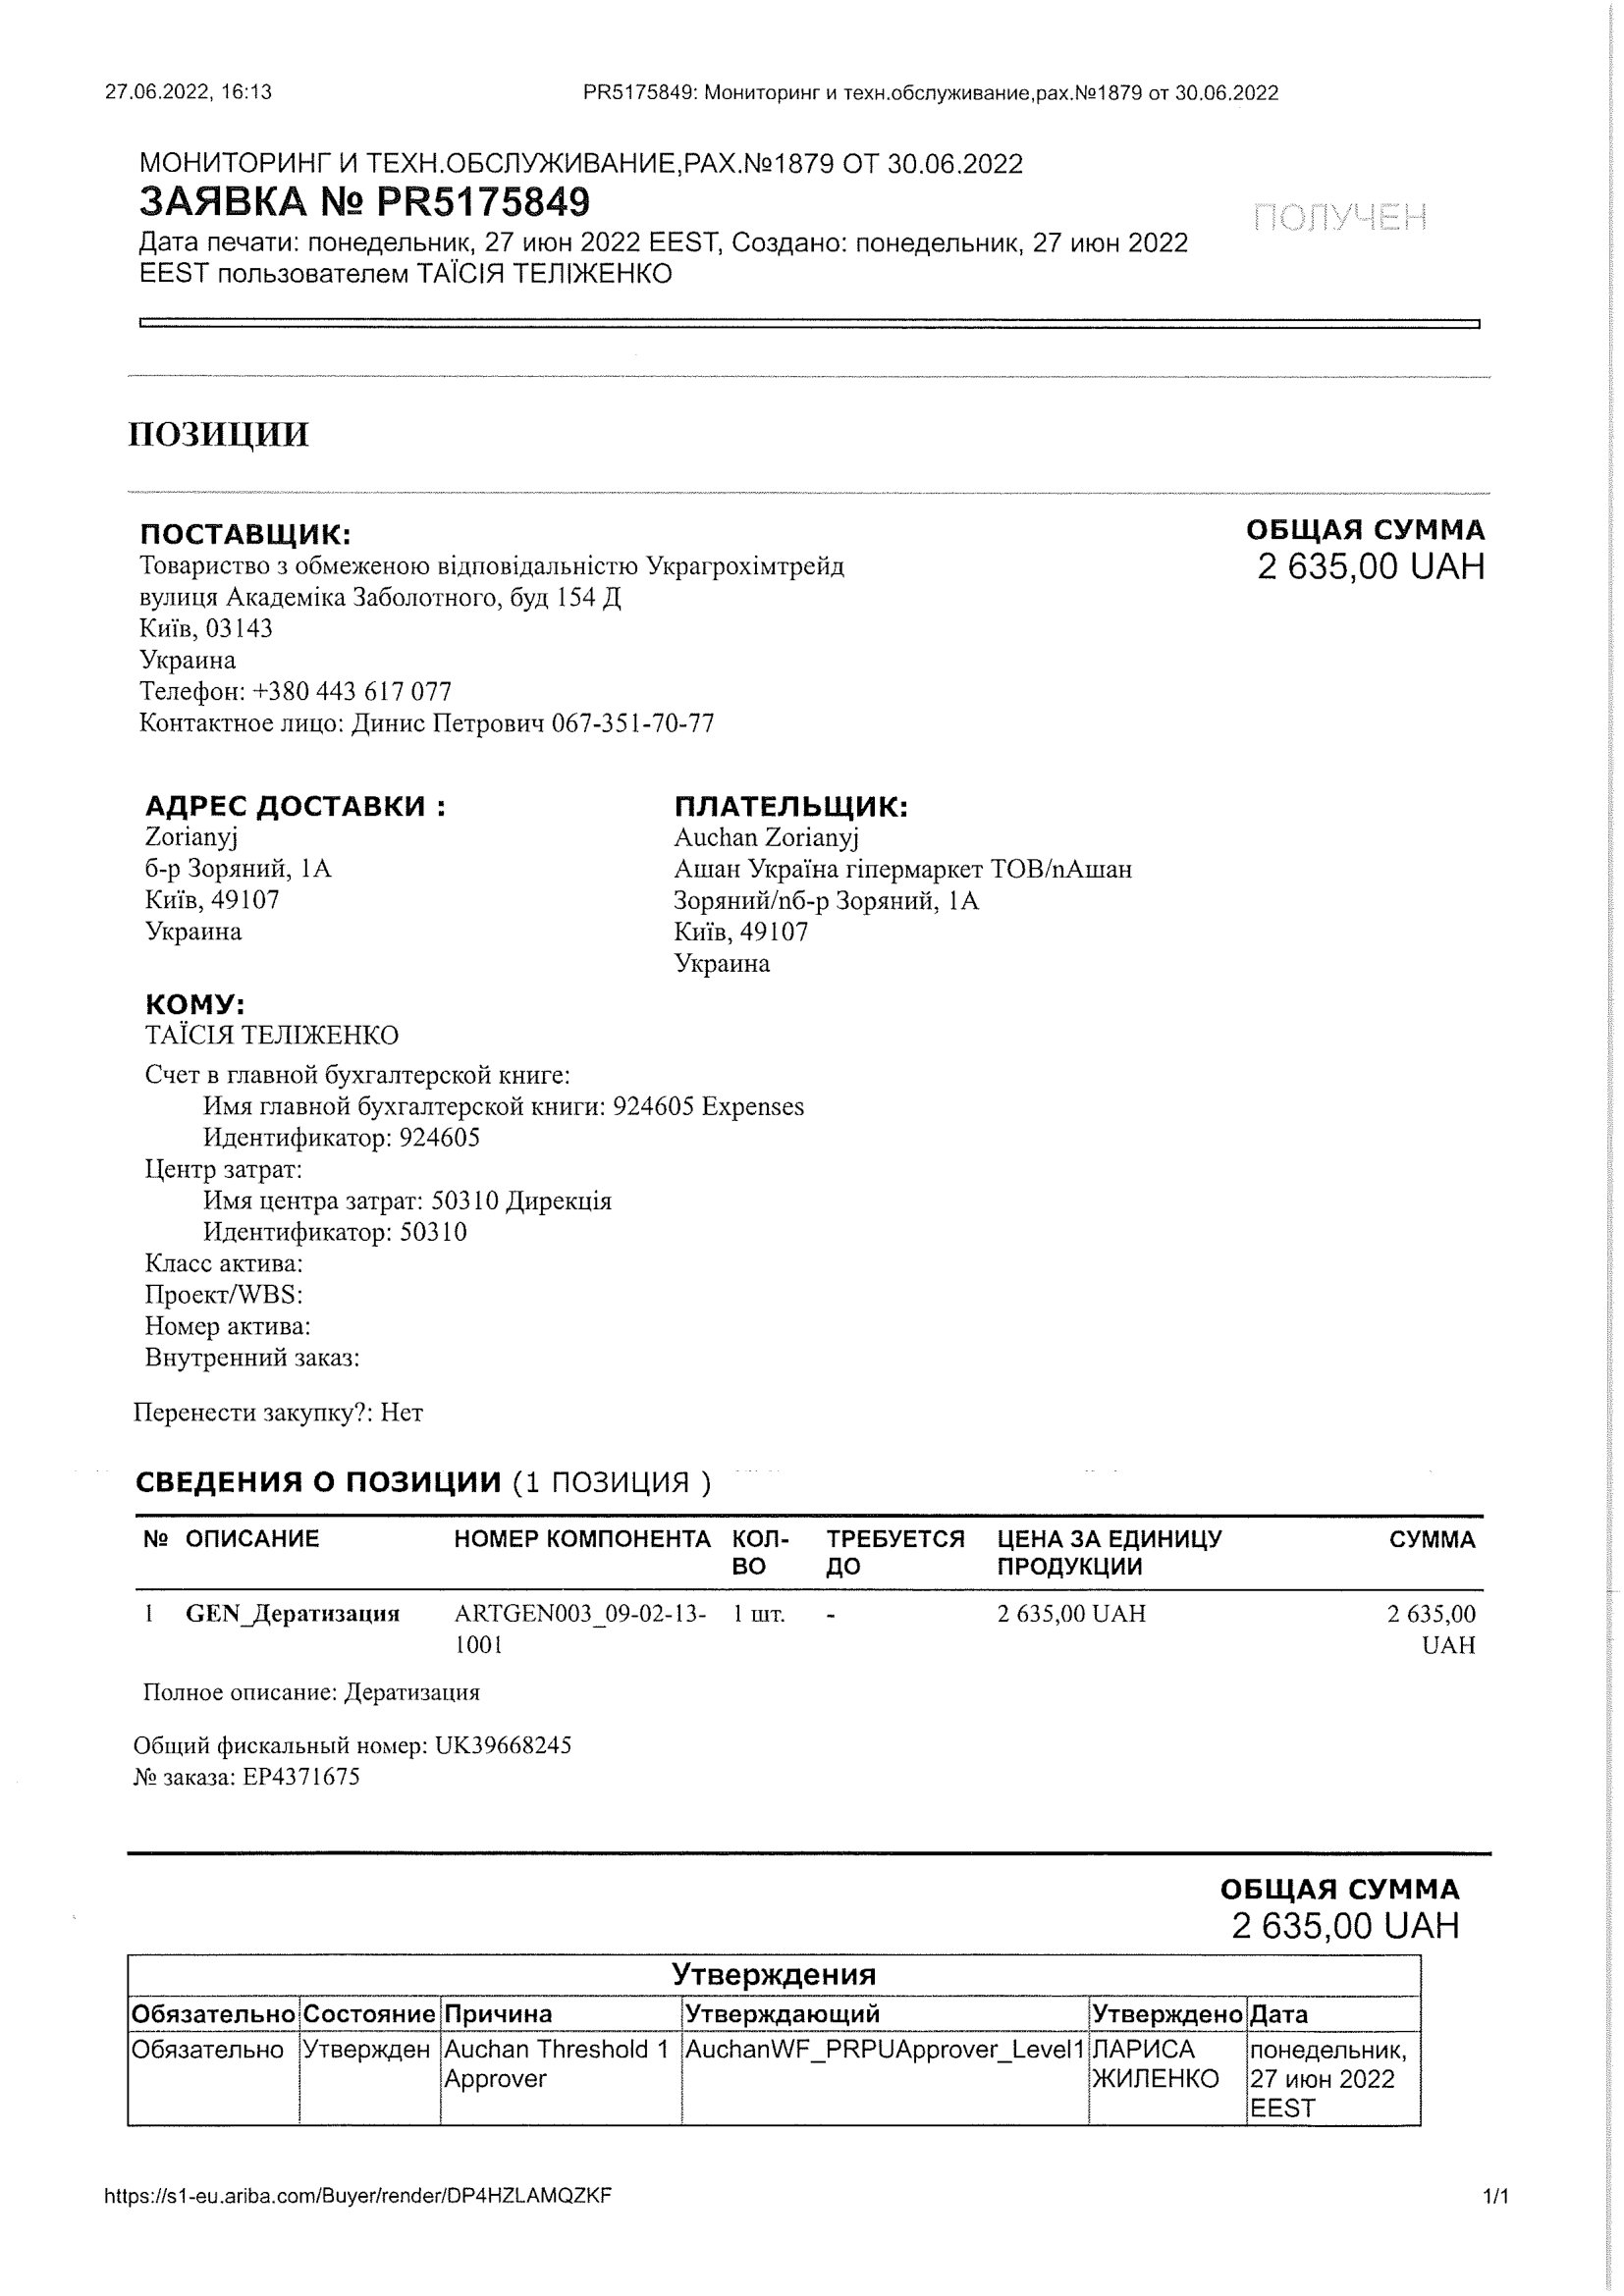 27.06.2022, 16:13
PR5175849: Мониторинг и техн.обслуживание,рах.№1879 от 30.06.2022
МОНИТОРИНГ И ТЕХН.ОБСЛУЖИВАНИЕ,РАХ.№1879 ОТ 30.06.2022
ЗАЯВКА № PR5175849
ПОЛУЧЕН
Дата печати: понедельник, 27 июн 2022 EEST, Создано: понедельник, 27 июн 2022
EEST пользователем ТАЇСІЯ ТЕЛІЖЕНКО
ПОЗИЦИИ
ПОСТАВЩИК:
Товариство з обмеженою відповідальністю Украгрохімтрейд
вулиця Академіка Заболотного, буд 154 Д
Київ, 03143
Украина
Телефон: +380 443 617 077
Контактное лицо: Динис Петрович 067-351-70-77
ОБЩАЯ СУММА
2 635,00 UAH
АДРЕС ДОСТАВКИ :
Zorianyj
б-р Зоряний, 1А
Київ, 49107
Украина
ПЛАТЕЛЬЩИК:
Auchan Zorianyj
Ашан Україна гіпермаркет ТОВ/nАшан
Зоряний/nб-р Зоряний, 1А
Київ, 49107
Украина
КОМУ:
ТАЇСІЯ ТЕЛІЖЕНКО
Счет в главной бухгалтерской книге:
Имя главной бухгалтерской книги: 924605 Expenses
Идентификатор: 924605
Центр затрат:
Имя центра затрат: 50310 Дирекція
Идентификатор: 50310
Класс актива:
Проект/WBS:
Номер актива:
Внутренний заказ:
Перенести закупку?: Нет
СВЕДЕНИЯ О ПОЗИЦИИ (1 ПОЗИЦИЯ )
№ ОПИСАНИЕ НОМЕР КОМПОНЕНТА КОЛ- ТРЕБУЕТСЯ ЦЕНА ЗА ЕДИНИЦУ СУММА
ВО ДО ПРОДУКЦИИ
1 GEN_Дератизация ARTGEN003_09-02-13- 1 шт. - 2 635,00 UAH 2 635,00
1001 UAH
Полное описание: Дератизация
Общий фискальный номер: UK39668245
№ заказа: EP4371675
ОБЩАЯ СУММА
2 635,00 UAH
Утверждения
Обязательно Состояние Причина Утверждающий Утверждено Дата
Обязательно Утвержден Auchan Threshold 1 AuchanWF_PRPUApprover_Level1 ЛАРИСА понедельник,
Approver ЖИЛЕНКО 27 июн 2022
EEST
https://s1-eu.ariba.com/Buyer/render/DP4HZLAMQZKF
1/1